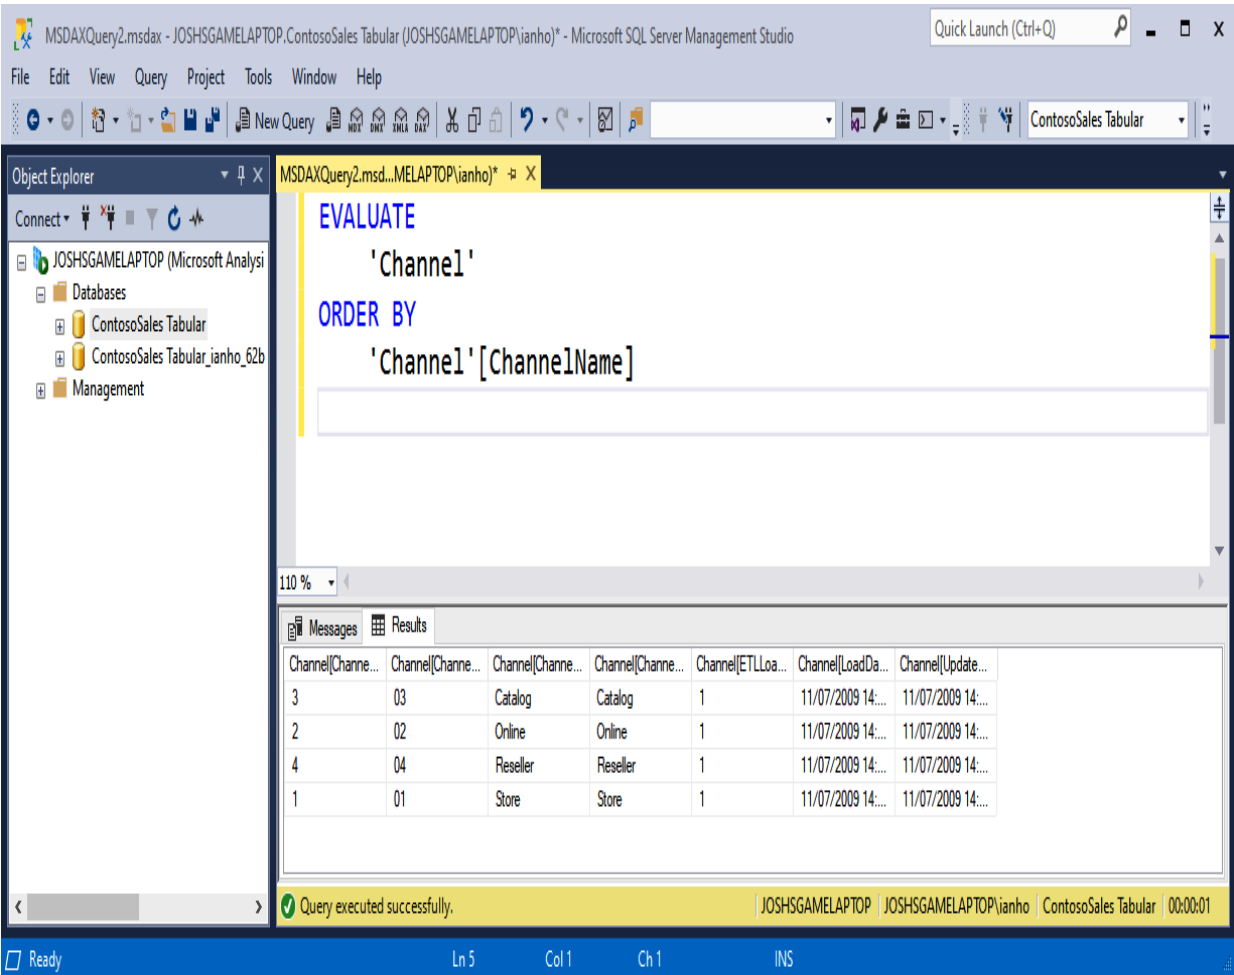 MSDAXQuery2.msdax - JOSHSGAMELAPTOP.ContosoSales Tabular (JOSHSGAMELAPTOP\ianho)* - Microsoft SQL Server Management Studio
Quick Launch (Ctrl+Q)
File Edit View Query Project Tools Window Help
New Query MDX DMX XMLA DAX ContosoSales Tabular
Object Explorer
Connect
JOSHSGAMELAPTOP (Microsoft Analysi
Databases
ContosoSales Tabular
ContosoSales Tabular_ianho_62b
Management
MSDAXQuery2.msd...MELAPTOP\ianho)*
EVALUATE
'Channel'
ORDER BY
'Channel'[ChannelName]
110 %
Messages Results
Channel[Channe... Channel[Channe... Channel[Channe... Channel[Channe... Channel[ETLLoa... Channel[LoadDa... Channel[Update...
3 03 Catalog Catalog 1 11/07/2009 14:... 11/07/2009 14:...
2 02 Online Online 1 11/07/2009 14:... 11/07/2009 14:...
4 04 Reseller Reseller 1 11/07/2009 14:... 11/07/2009 14:...
1 01 Store Store 1 11/07/2009 14:... 11/07/2009 14:...
Query executed successfully. JOSHSGAMELAPTOP JOSHSGAMELAPTOP\ianho ContosoSales Tabular 00:00:01
Ready Ln 5 Col 1 Ch 1 INS